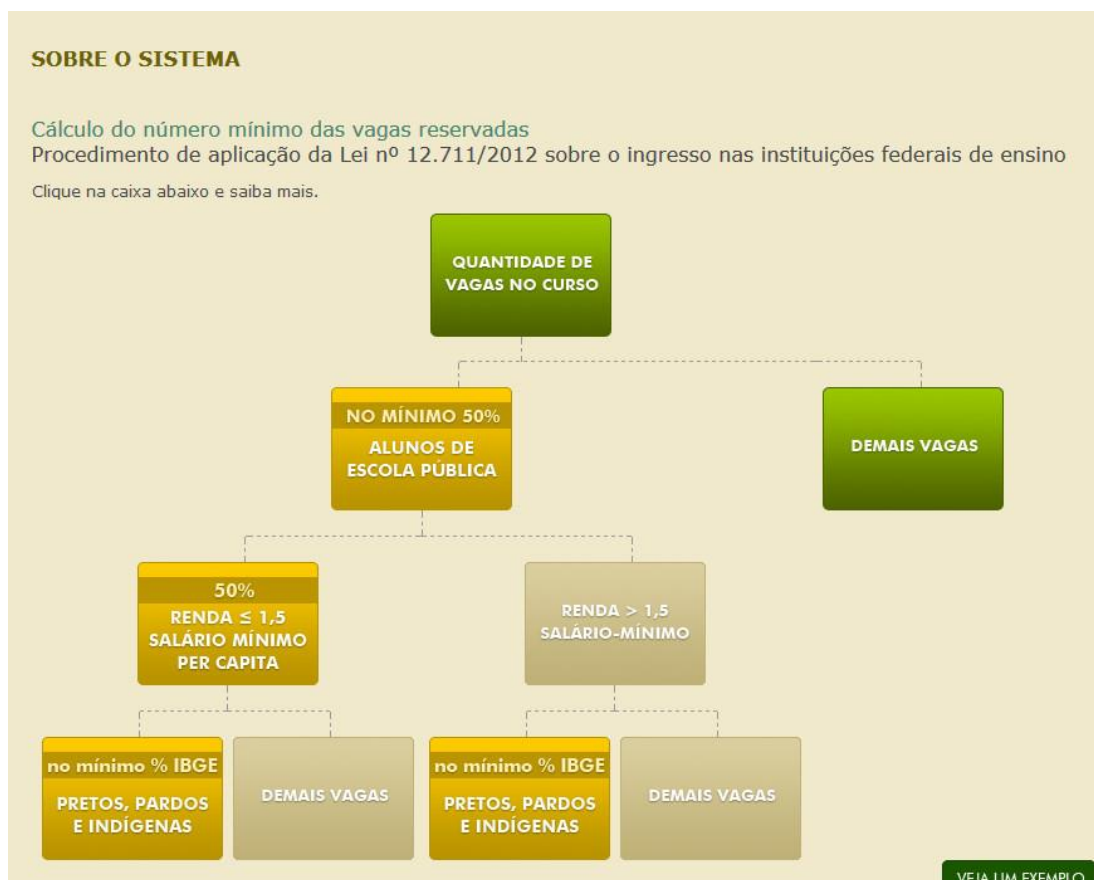 SOBRE O SISTEMA
Cálculo do número mínimo das vagas reservadas
Procedimento de aplicação da Lei nº 12.711/2012 sobre o ingresso nas instituições federais de ensino
Clique na caixa abaixo e saiba mais.
QUANTIDADE DE
VAGAS NO CURSO
NO MÍNIMO 50%
ALUNOS DE
ESCOLA PÚBLICA
DEMAIS VAGAS
50%
RENDA ≤ 1,5
SALÁRIO MÍNIMO
PER CAPITA
RENDA > 1,5
SALÁRIO-MÍNIMO
no mínimo % IBGE
PRETOS, PARDOS
E INDÍGENAS
DEMAIS VAGAS
no mínimo % IBGE
PRETOS, PARDOS
E INDÍGENAS
DEMAIS VAGAS
VEJA UM EXEMPLO